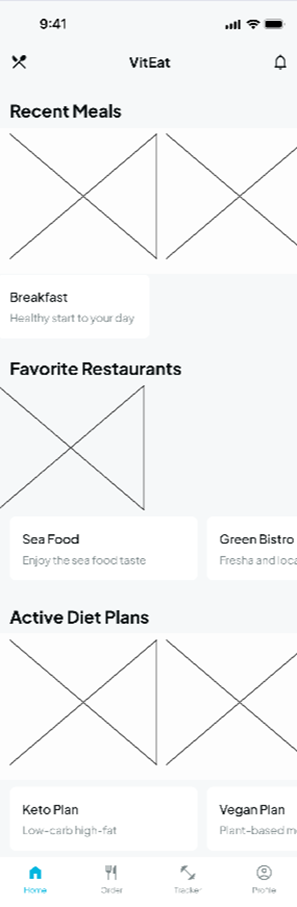 9:41
VitEat
Recent Meals
Breakfast
Healthy start to your day
Favorite Restaurants
Sea Food
Enjoy the sea food taste
Green Bistro
Fresha and loca
Active Diet Plans
Keto Plan
Low-carb high-fat
Vegan Plan
Plant-based m
Home
Order
Tracker
Profile